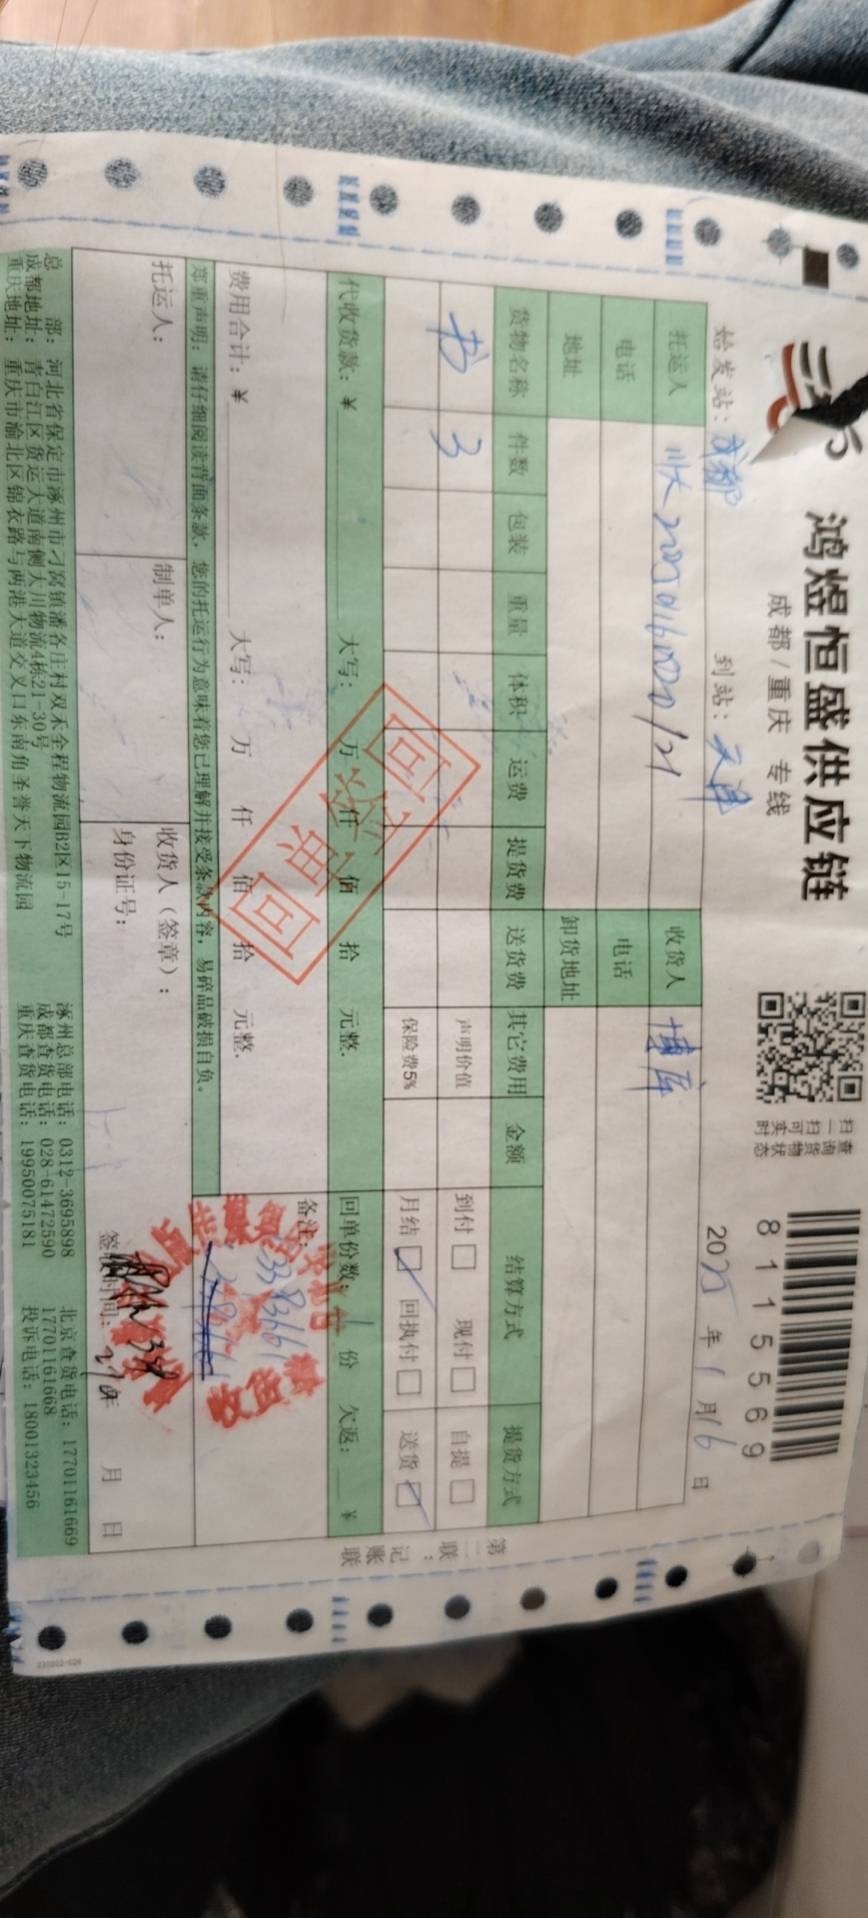 鸿煜恒盛供应链
成都/重庆 专线
扫一扫可实时
查询货物状态
8115569
始发站：成都 到站：天津 2025年1月16日
托运人 收货人 博库
电话 电话
地址 卸货地址
货物名称 件数 包装 重量 体积 运费 提货费 送货费 其它费用 金额 结算方式 提货方式
书 3 声明价值 到付 现付 自提
保险费5% 月结 回执付 送货
代收货款：¥ 大写： 万 仟 佰 拾 元整. 回单份数： 份 欠返： ¥
回单签回
费用合计：¥ 大写： 万 仟 佰 拾 元整. 备注：
郑重声明：请仔细阅读背面条款，您的托运行为意味着您已理解并接受条款内容，易碎品破损自负。
托运人： 制单人： 收货人（签章）：
身份证号： 年 月 日
总 部：河北省保定市涿州市刁窝镇潘各庄村双禾全程物流园B2区15-17号 涿州总部电话：0312-3695898 北京查货电话：17701161669
成都地址：青白江区货运大道南侧大川物流4栋21-30号 成都查货电话：028-61472590 17701161668
重庆地址：重庆市渝北区锦衣路与两港大道交叉口东南角圣誉天下物流园 重庆查货电话：19950075181 投诉电话：18001323456
第二联：记账联